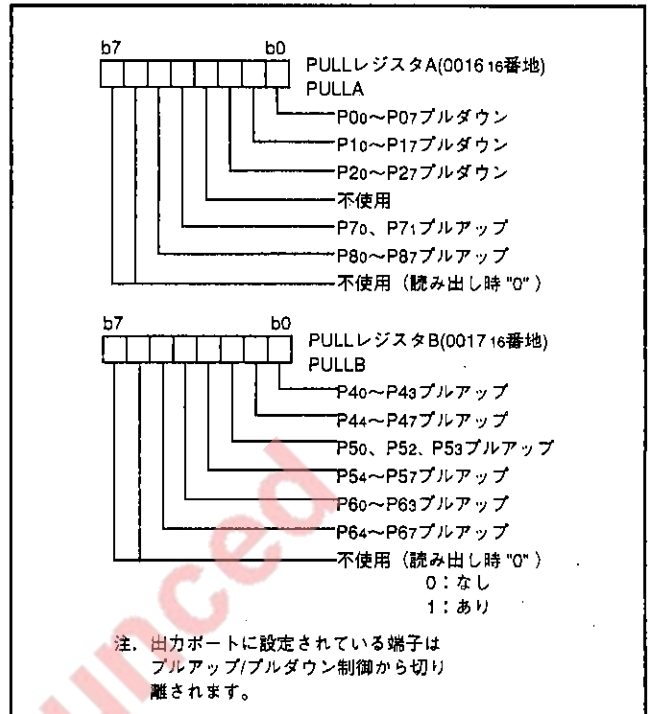 b7 b0
PULLレジスタA(0016 16番地)
PULLA
P00〜P07プルダウン
P10〜P17プルダウン
P20〜P27プルダウン
不使用
P70、P71プルアップ
P80〜P87プルアップ
不使用（読み出し時 "0"）
b7 b0
PULLレジスタB(0017 16番地)
PULLB
P40〜P43プルアップ
P44〜P47プルアップ
P50、P52、P53プルアップ
P54〜P57プルアップ
P60〜P63プルアップ
P64〜P67プルアップ
不使用（読み出し時 "0"）
0：なし
1：あり
注．出力ポートに設定されている端子は
プルアップ/プルダウン制御から切り
離されます。
unced